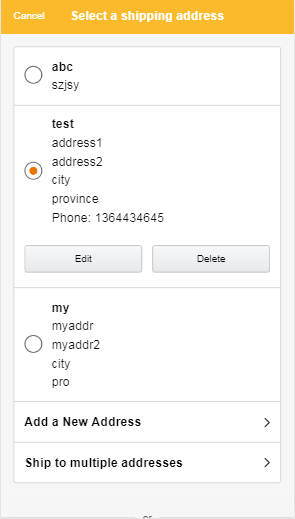 Cancel Select a shipping address
abc
szjsy
test
address1
address2
city
province
Phone: 1364434645
Edit Delete
my
myaddr
myaddr2
city
pro
Add a New Address
Ship to multiple addresses